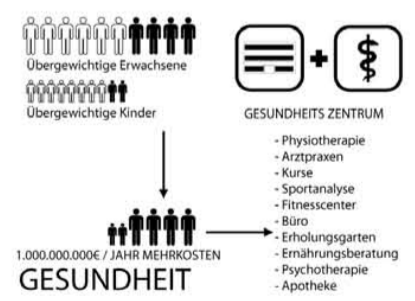 Übergewichtige Erwachsene
Übergewichtige Kinder
1.000.000.000€ / JAHR MEHRKOSTEN
GESUNDHEIT
GESUNDHEITS ZENTRUM
- Physiotherapie
- Arztpraxen
- Kurse
- Sportanalyse
- Fitnesscenter
- Büro
- Erholungsgarten
- Ernährungsberatung
- Psychotherapie
- Apotheke